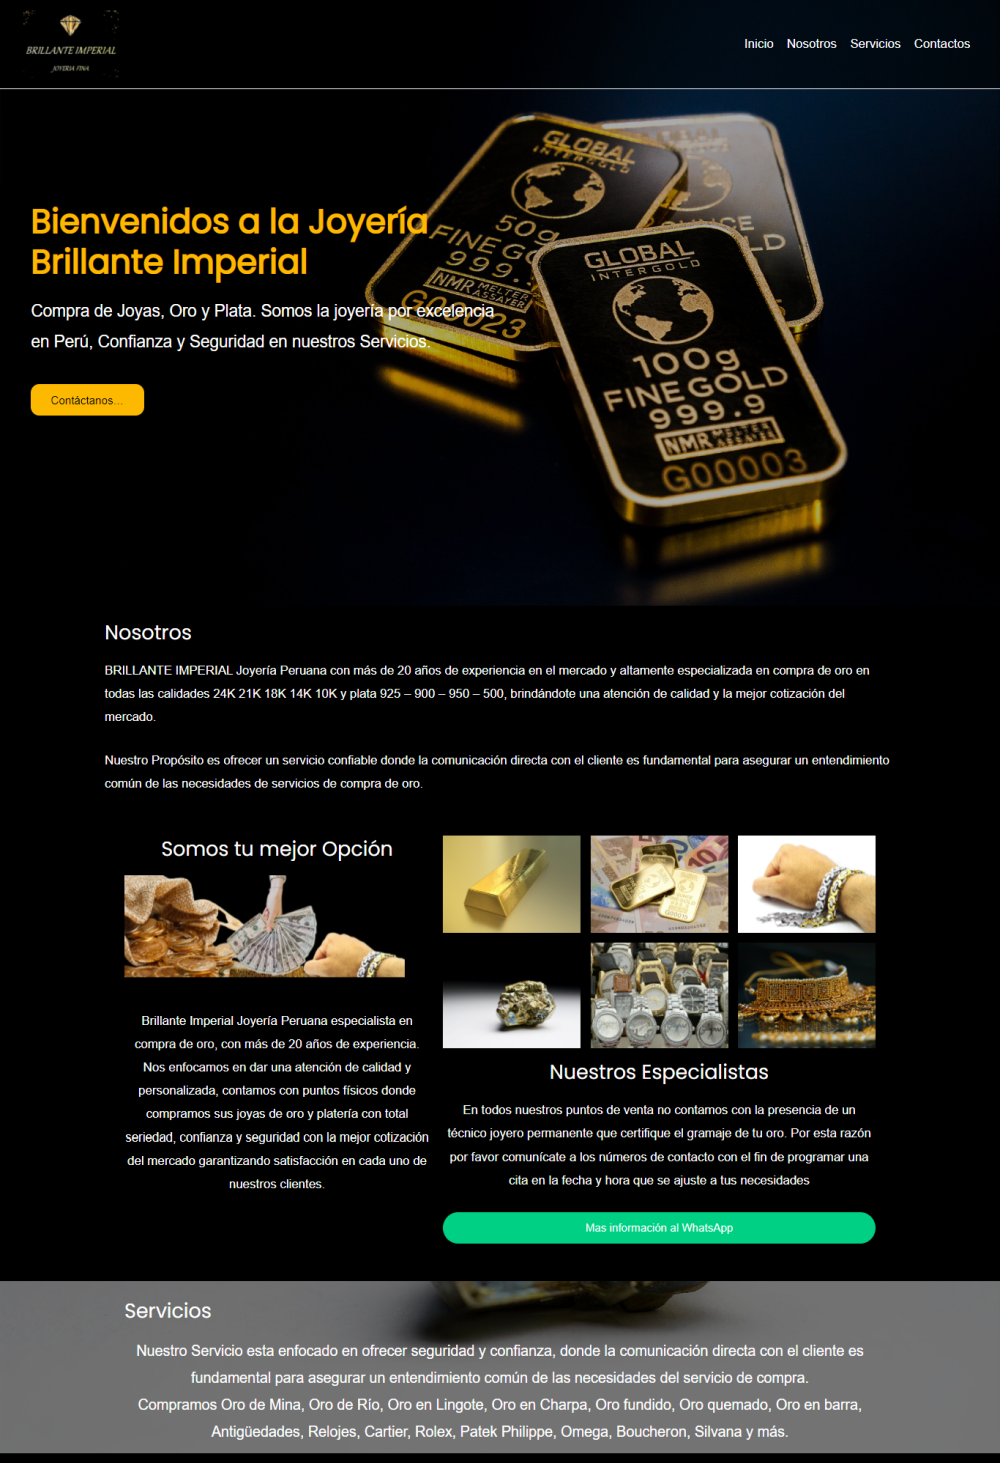 BRILLANTE IMPERIAL
JOYERIA FINA
Inicio Nosotros Servicios Contactos
Bienvenidos a la Joyería
Brillante Imperial
Compra de Joyas, Oro y Plata. Somos la joyería por excelencia
en Perú, Confianza y Seguridad en nuestros Servicios.
Contáctanos...
GLOBAL
INTERGOLD
50g
FINE GOLD
999.9
NMR MELTER
ASSAYER
G00023
OUNCE
GOLD
GLOBAL
INTERGOLD
100g
FINE GOLD
999.9
NMR MELTER
ASSAYER
G00003
Nosotros
BRILLANTE IMPERIAL Joyería Peruana con más de 20 años de experiencia en el mercado y altamente especializada en compra de oro en
todas las calidades 24K 21K 18K 14K 10K y plata 925 – 900 – 950 – 500, brindándote una atención de calidad y la mejor cotización del
mercado.
Nuestro Propósito es ofrecer un servicio confiable donde la comunicación directa con el cliente es fundamental para asegurar un entendimiento
común de las necesidades de servicios de compra de oro.
Somos tu mejor Opción
Brillante Imperial Joyería Peruana especialista en
compra de oro, con más de 20 años de experiencia.
Nos enfocamos en dar una atención de calidad y
personalizada, contamos con puntos físicos donde
compramos sus joyas de oro y platería con total
seriedad, confianza y seguridad con la mejor cotización
del mercado garantizando satisfacción en cada uno de
nuestros clientes.
Nuestros Especialistas
En todos nuestros puntos de venta no contamos con la presencia de un
técnico joyero permanente que certifique el gramaje de tu oro. Por esta razón
por favor comunícate a los números de contacto con el fin de programar una
cita en la fecha y hora que se ajuste a tus necesidades
Mas información al WhatsApp
Servicios
Nuestro Servicio esta enfocado en ofrecer seguridad y confianza, donde la comunicación directa con el cliente es
fundamental para asegurar un entendimiento común de las necesidades del servicio de compra.
Compramos Oro de Mina, Oro de Río, Oro en Lingote, Oro en Charpa, Oro fundido, Oro quemado, Oro en barra,
Antigüedades, Relojes, Cartier, Rolex, Patek Philippe, Omega, Boucheron, Silvana y más.